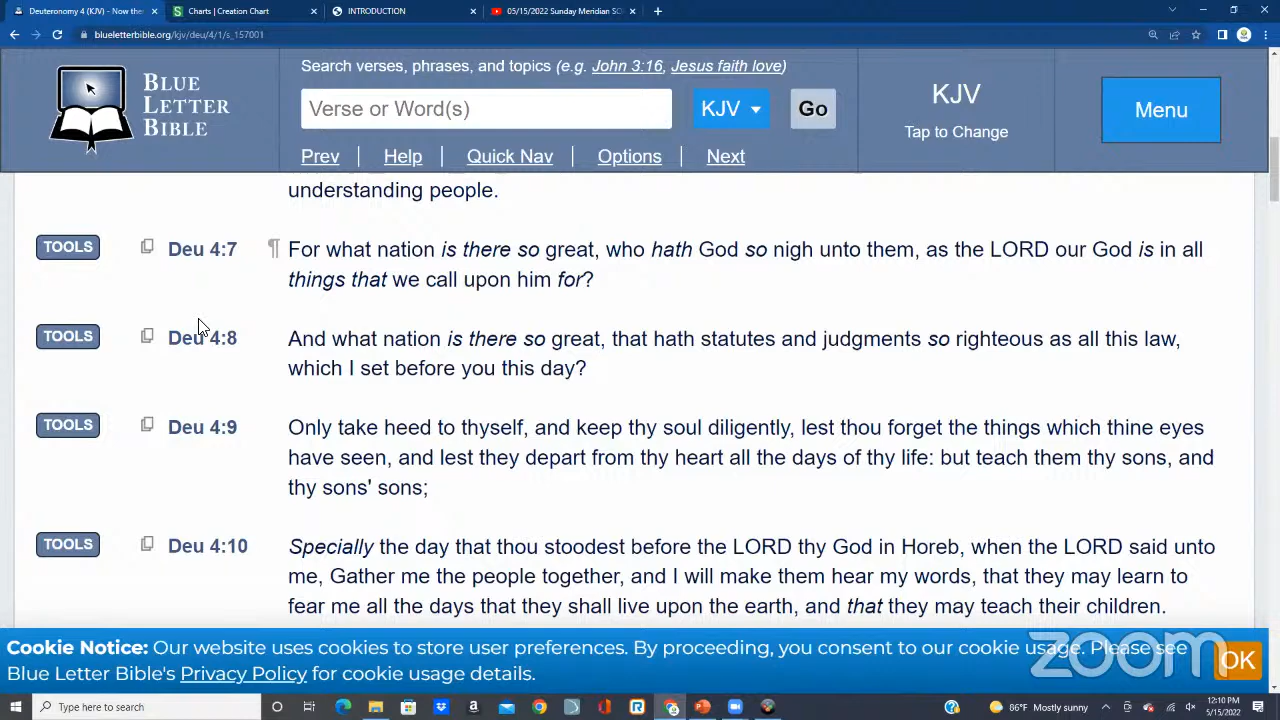 Deuteronomy 4 (KJV) - Now the
Charts | Creation Chart
INTRODUCTION
05/15/2022 Sunday Meridian S
blueletterbible.org/kjv/deu/4/1/s_157001
BLUE
LETTER
BIBLE
Search verses, phrases, and topics (e.g. John 3:16, Jesus faith love)
Verse or Word(s)
KJV
Go
Prev
Help
Quick Nav
Options
Next
KJV
Tap to Change
Menu
understanding people.
TOOLS
Deu 4:7
¶ For what nation is there so great, who hath God so nigh unto them, as the LORD our God is in all
things that we call upon him for?
TOOLS
Deu 4:8
And what nation is there so great, that hath statutes and judgments so righteous as all this law,
which I set before you this day?
TOOLS
Deu 4:9
Only take heed to thyself, and keep thy soul diligently, lest thou forget the things which thine eyes
have seen, and lest they depart from thy heart all the days of thy life: but teach them thy sons, and
thy sons' sons;
TOOLS
Deu 4:10
Specially the day that thou stoodest before the LORD thy God in Horeb, when the LORD said unto
me, Gather me the people together, and I will make them hear my words, that they may learn to
fear me all the days that they shall live upon the earth, and that they may teach their children.
Cookie Notice: Our website uses cookies to store user preferences. By proceeding, you consent to our cookie usage. Please see
Blue Letter Bible's Privacy Policy for cookie usage details.
OK
zoom
Type here to search
86°F Mostly sunny
12:10 PM
5/15/2022